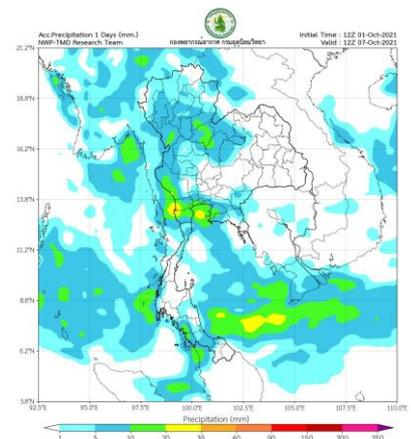 Acc.Precipitation 1 Days (mm.)
NWP-TMD Research Team
กองพยากรณ์อากาศ กรมอุตุนิยมวิทยา
Initial Time : 12Z 01-Oct-2021
Valid : 12Z 07-Oct-2021
21.2°N
18.7°N
16.2°N
13.8°N
11.2°N
8.8°N
6.2°N
3.8°N
92.5°E 95.0°E 97.5°E 100.0°E 102.5°E 105.0°E 107.5°E 110.0°E
Precipitation (mm)
1 5 10 20 35 60 90 150 200 350